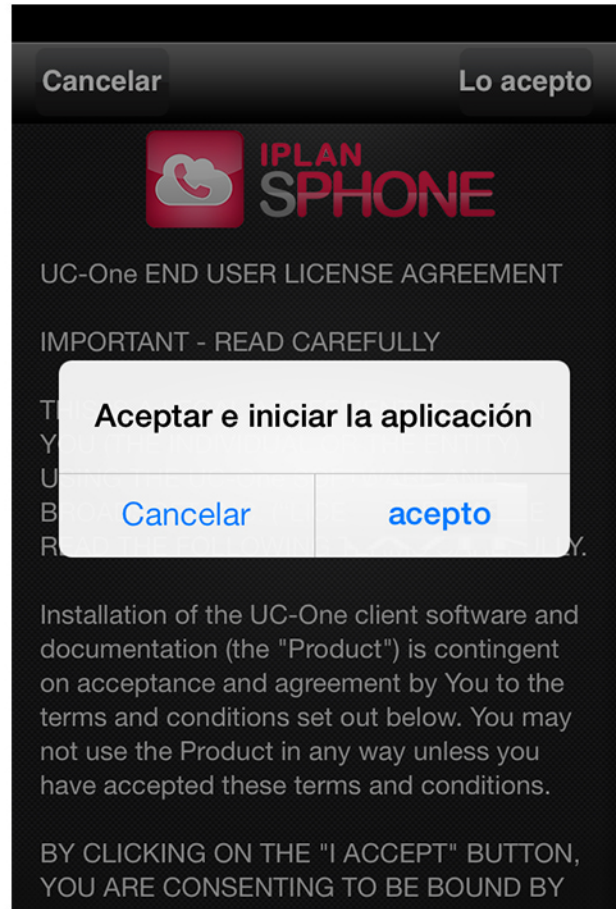 Cancelar
Lo acepto
IPLAN
SPHONE
UC-One END USER LICENSE AGREEMENT
IMPORTANT - READ CAREFULLY
Aceptar e iniciar la aplicación
Cancelar
acepto
READ THE FOLLOWING
Installation of the UC-One client software and
documentation (the "Product") is contingent
on acceptance and agreement by You to the
terms and conditions set out below. You may
not use the Product in any way unless you
have accepted these terms and conditions.
BY CLICKING ON THE "I ACCEPT" BUTTON,
YOU ARE CONSENTING TO BE BOUND BY